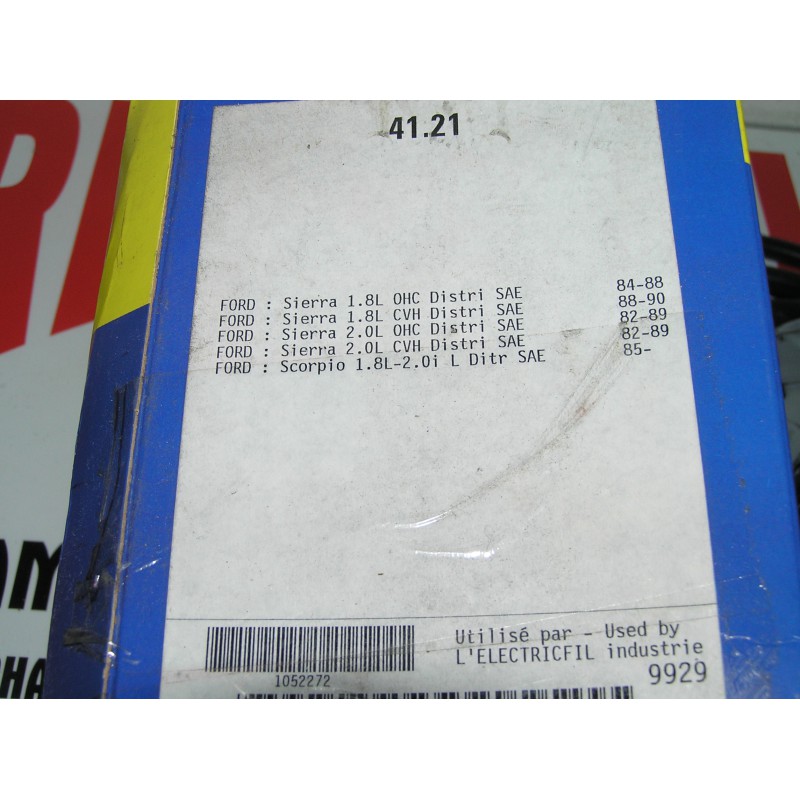 41.21
FORD : Sierra 1.8L OHC Distri SAE 84-88
FORD : Sierra 1.8L CVH Distri SAE 88-90
FORD : Sierra 2.0L OHC Distri SAE 82-89
FORD : Sierra 2.0L CVH Distri SAE 82-89
FORD : Scorpio 1.8L-2.0i L Ditr SAE 85-
Utilisé par - Used by
L'ELECTRICFIL industrie
1052272
9929